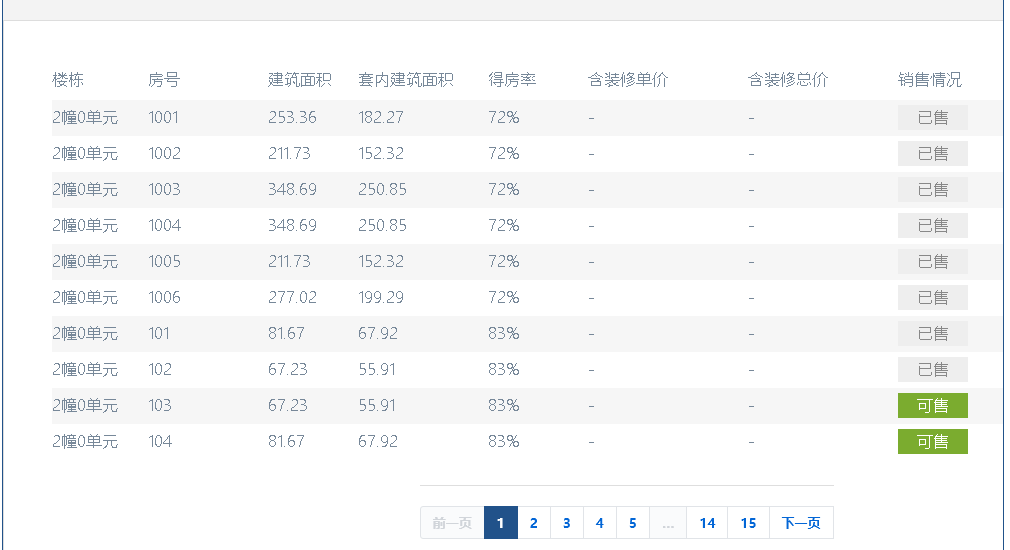 楼栋 房号 建筑面积 套内建筑面积 得房率 含装修单价 含装修总价 销售情况
2幢0单元 1001 253.36 182.27 72% - - 已售
2幢0单元 1002 211.73 152.32 72% - - 已售
2幢0单元 1003 348.69 250.85 72% - - 已售
2幢0单元 1004 348.69 250.85 72% - - 已售
2幢0单元 1005 211.73 152.32 72% - - 已售
2幢0单元 1006 277.02 199.29 72% - - 已售
2幢0单元 101 81.67 67.92 83% - - 已售
2幢0单元 102 67.23 55.91 83% - - 已售
2幢0单元 103 67.23 55.91 83% - - 可售
2幢0单元 104 81.67 67.92 83% - - 可售
前一页 1 2 3 4 5 ... 14 15 下一页